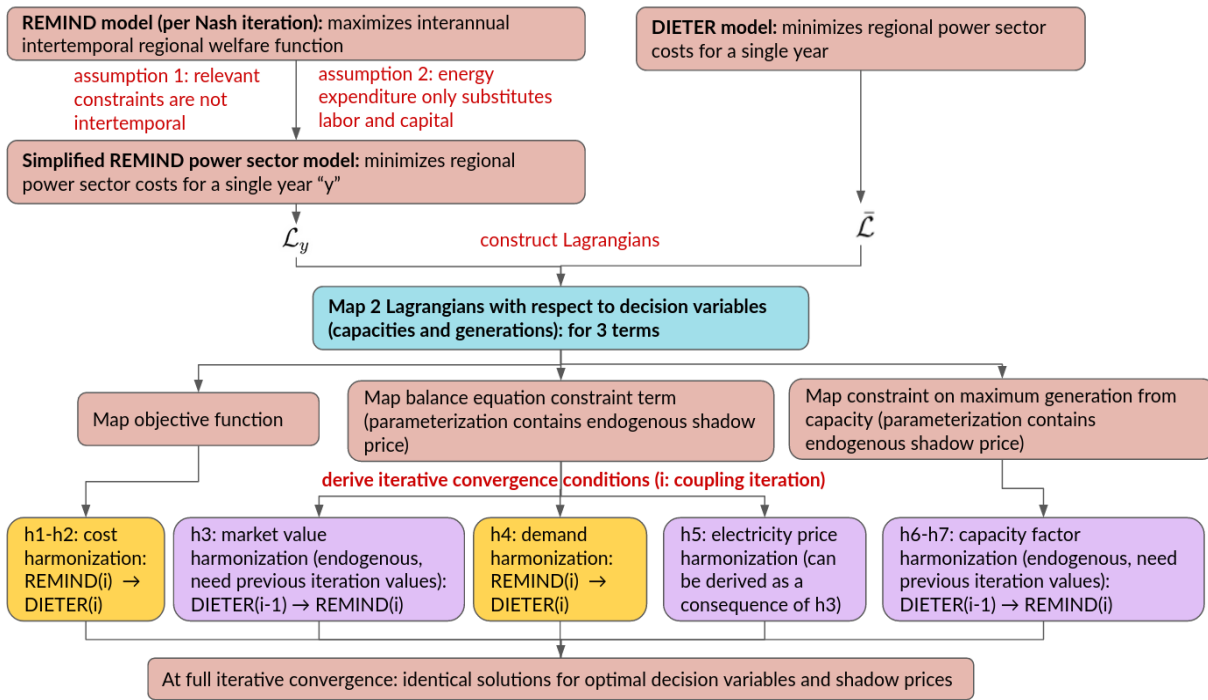 REMIND model (per Nash iteration): maximizes interannual
intertemporal regional welfare function
DIETER model: minimizes regional power sector
costs for a single year
assumption 1: relevant
constraints are not
intertemporal
assumption 2: energy
expenditure only substitutes
labor and capital
Simplified REMIND power sector model: minimizes regional
power sector costs for a single year “y”
ℒ_y
construct Lagrangians
ℒ̄
Map 2 Lagrangians with respect to decision variables
(capacities and generations): for 3 terms
Map objective function
Map balance equation constraint term
(parameterization contains endogenous shadow
price)
Map constraint on maximum generation from
capacity (parameterization contains
endogenous shadow price)
derive iterative convergence conditions (i: coupling iteration)
h1-h2: cost
harmonization:
REMIND(i) →
DIETER(i)
h3: market value
harmonization (endogenous,
need previous iteration values):
DIETER(i-1) → REMIND(i)
h4: demand
harmonization:
REMIND(i) →
DIETER(i)
h5: electricity price
harmonization (can
be derived as a
consequence of h3)
h6-h7: capacity factor
harmonization (endogenous, need
previous iteration values):
DIETER(i-1) → REMIND(i)
At full iterative convergence: identical solutions for optimal decision variables and shadow prices